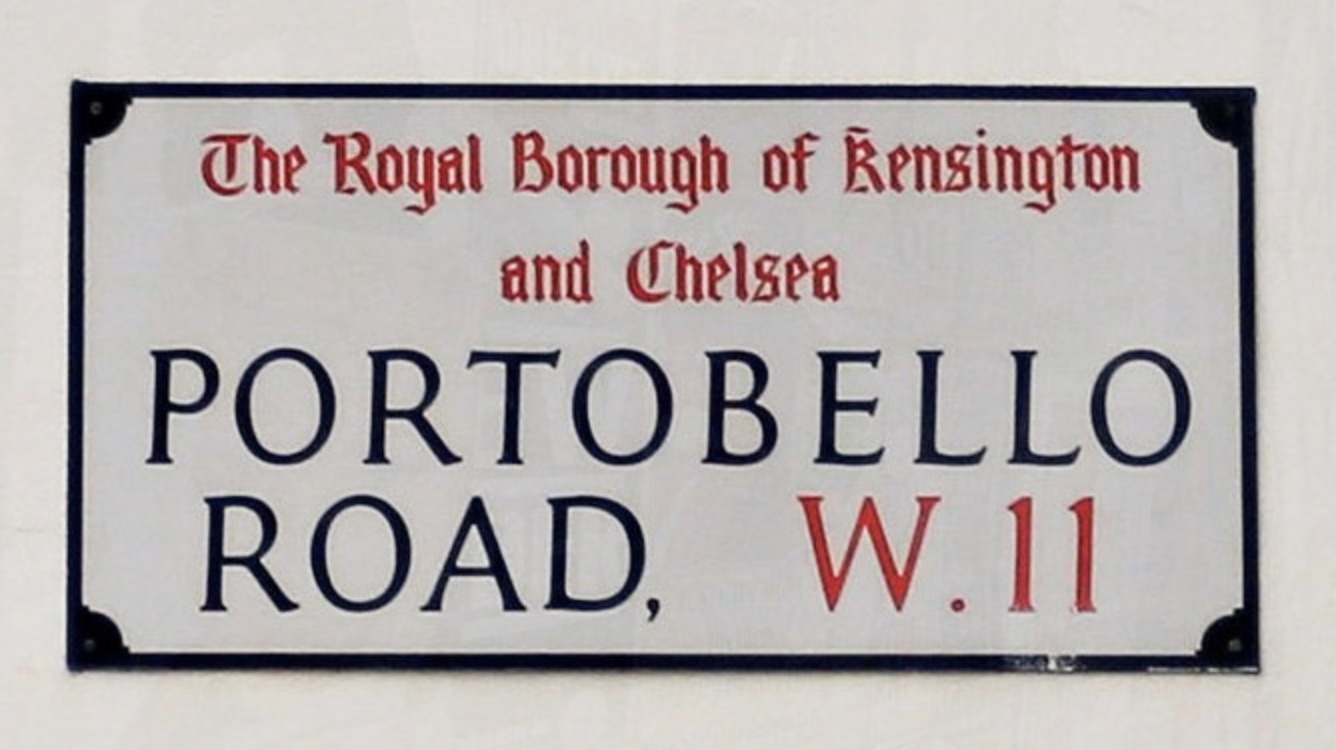 The Royal Borough of Kensington
and Chelsea
PORTOBELLO
ROAD, W.11